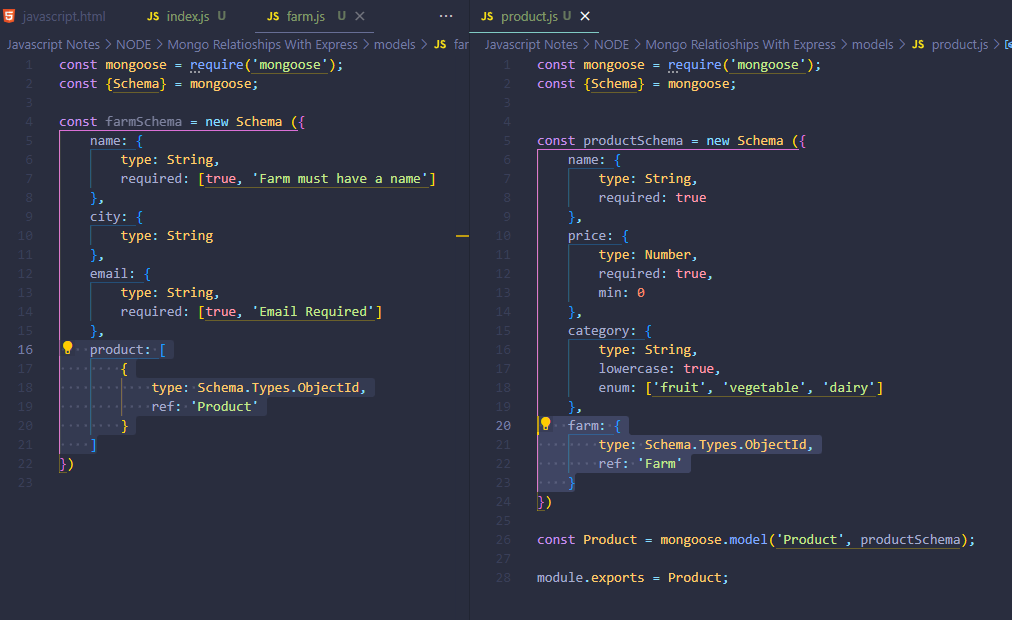 javascript.html
JS index.js U
JS farm.js U ×
···
JS product.js U ×
Javascript Notes > NODE > Mongo Relatioships With Express > models > JS far
Javascript Notes > NODE > Mongo Relatioships With Express > models > JS product.js >
1 const mongoose = require('mongoose');
2 const {Schema} = mongoose;
3
4 const farmSchema = new Schema ({
5 name: {
6 type: String,
7 required: [true, 'Farm must have a name']
8 },
9 city: {
10 type: String
11 },
12 email: {
13 type: String,
14 required: [true, 'Email Required']
15 },
16 product: [
17 {
18 type: Schema.Types.ObjectId,
19 ref: 'Product'
20 }
21 ]
22 })
23
1 const mongoose = require('mongoose');
2 const {Schema} = mongoose;
3
4
5 const productSchema = new Schema ({
6 name: {
7 type: String,
8 required: true
9 },
10 price: {
11 type: Number,
12 required: true,
13 min: 0
14 },
15 category: {
16 type: String,
17 lowercase: true,
18 enum: ['fruit', 'vegetable', 'dairy']
19 },
20 farm: {
21 type: Schema.Types.ObjectId,
22 ref: 'Farm'
23 }
24 })
25
26 const Product = mongoose.model('Product', productSchema);
27
28 module.exports = Product;